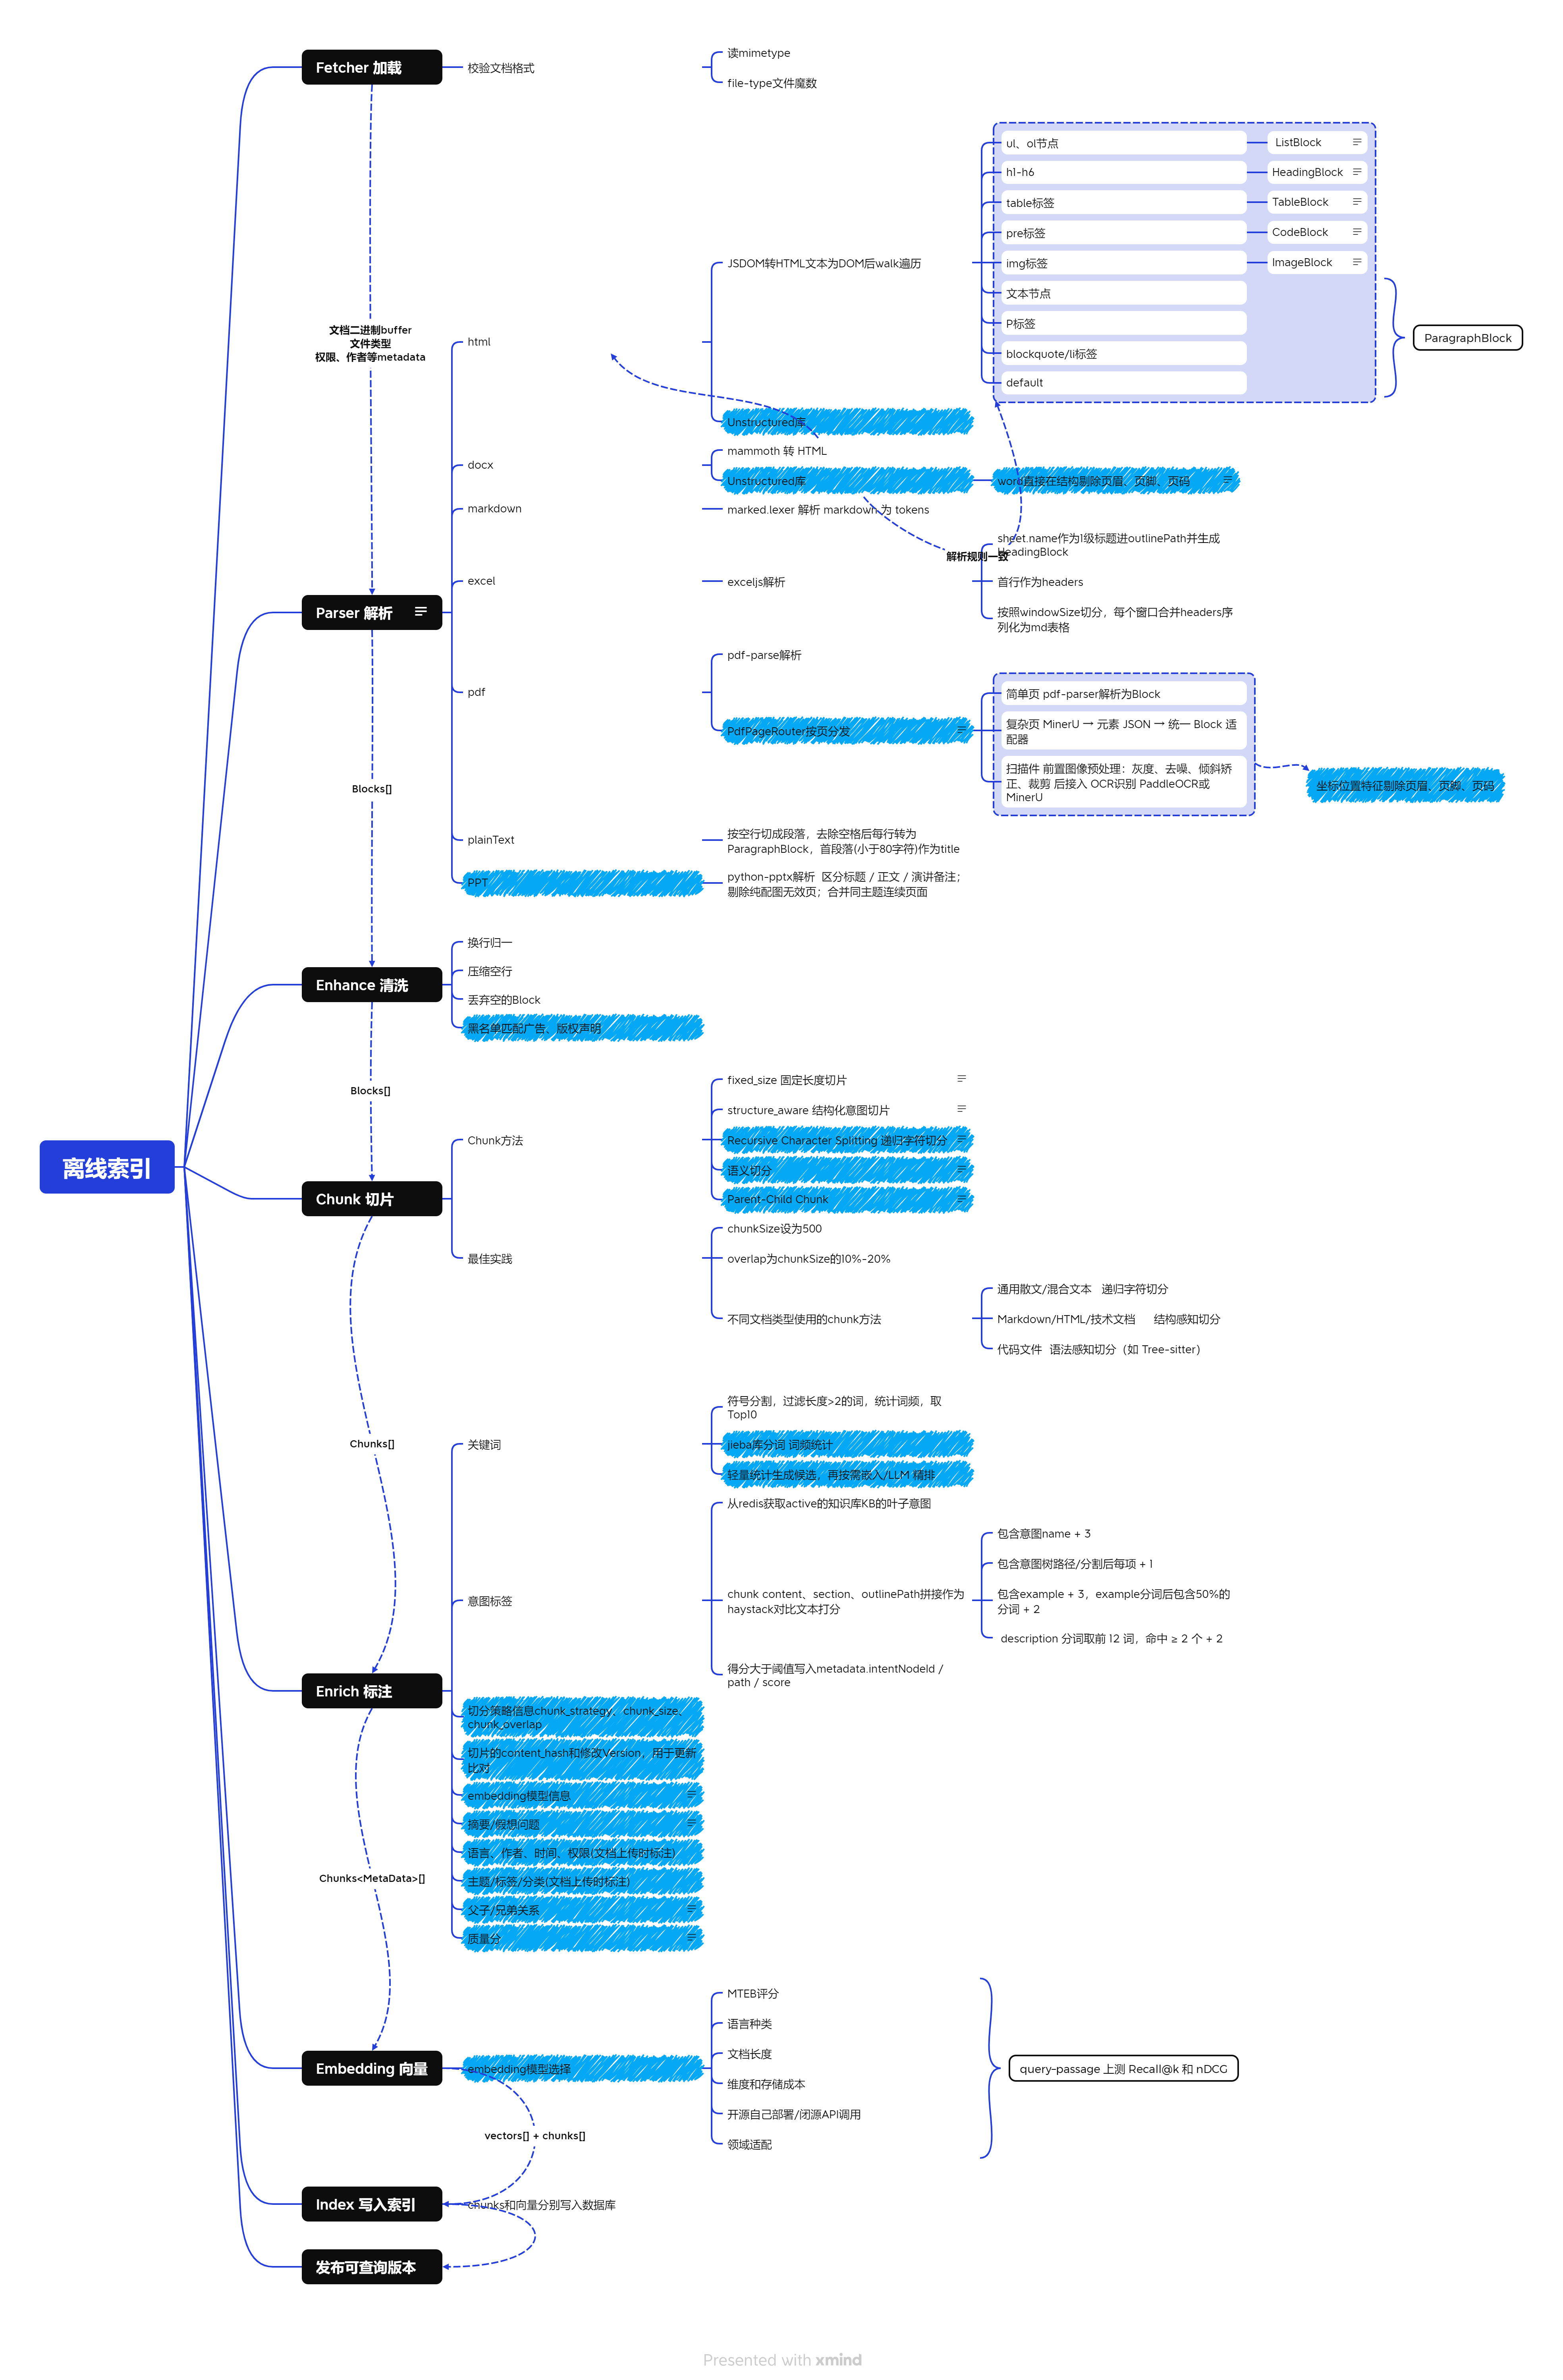 离线索引
Fetcher 加载
校验文档格式
读mimetype
file-type文件魔数
文档二进制buffer
文件类型
权限、作者等metadata
Parser 解析
html
JSDOM转HTML文本为DOM后walk遍历
ul、ol节点
ListBlock
h1-h6
HeadingBlock
table标签
TableBlock
pre标签
CodeBlock
img标签
ImageBlock
文本节点
P标签
blockquote/li标签
default
ParagraphBlock
Unstructured库
docx
mammoth 转 HTML
Unstructured库
word直接在结构剔除页眉、页脚、页码
markdown
marked.lexer 解析 markdown 为 tokens
解析规则一致
excel
exceljs解析
sheet.name作为1级标题进outlinePath并生成
HeadingBlock
首行作为headers
按照windowSize切分，每个窗口合并headers序
列化为md表格
pdf
pdf-parse解析
PdfPageRouter按页分发
简单页 pdf-parser解析为Block
复杂页 MinerU → 元素 JSON → 统一 Block 适
配器
扫描件 前置图像预处理：灰度、去噪、倾斜矫
正、裁剪 后接入 OCR识别 PaddleOCR或
MinerU
坐标位置特征剔除页眉、页脚、页码
plainText
按空行切成段落，去除空格后每行转为
ParagraphBlock，首段落(小于80字符)作为title
PPT
python-pptx解析 区分标题 / 正文 / 演讲备注；
剔除纯配图无效页；合并同主题连续页面
Blocks[]
Enhance 清洗
换行归一
压缩空行
丢弃空的Block
黑名单匹配广告、版权声明
Blocks[]
Chunk 切片
Chunk方法
fixed_size 固定长度切片
structure_aware 结构化意图切片
Recursive Character Splitting 递归字符切分
语义切分
Parent-Child Chunk
最佳实践
chunkSize设为500
overlap为chunkSize的10%-20%
不同文档类型使用的chunk方法
通用散文/混合文本 递归字符切分
Markdown/HTML/技术文档 结构感知切分
代码文件 语法感知切分（如 Tree-sitter）
Chunks[]
Enrich 标注
关键词
符号分割，过滤长度>2的词，统计词频，取
Top10
jieba库分词 词频统计
轻量统计生成候选，再按需嵌入/LLM 精排
意图标签
从redis获取active的知识库KB的叶子意图
chunk content、section、outlinePath拼接作为
haystack对比文本打分
包含意图name + 3
包含意图树路径/分割后每项 + 1
包含example + 3，example分词后包含50%的
分词 + 2
description 分词取前 12 词，命中 ≥ 2 个 + 2
得分大于阈值写入metadata.intentNodeId /
path / score
切分策略信息chunk_strategy、chunk_size、
chunk_overlap
切片的content_hash和修改Version，用于更新
比对
embedding模型信息
摘要/假想问题
语言、作者、时间、权限(文档上传时标注)
主题/标签/分类(文档上传时标注)
父子/兄弟关系
质量分
Chunks<MetaData>[]
Embedding 向量
embedding模型选择
MTEB评分
语言种类
文档长度
维度和存储成本
开源自己部署/闭源API调用
领域适配
query-passage 上测 Recall@k 和 nDCG
vectors[] + chunks[]
Index 写入索引
chunks和向量分别写入数据库
发布可查询版本
Presented with xmind